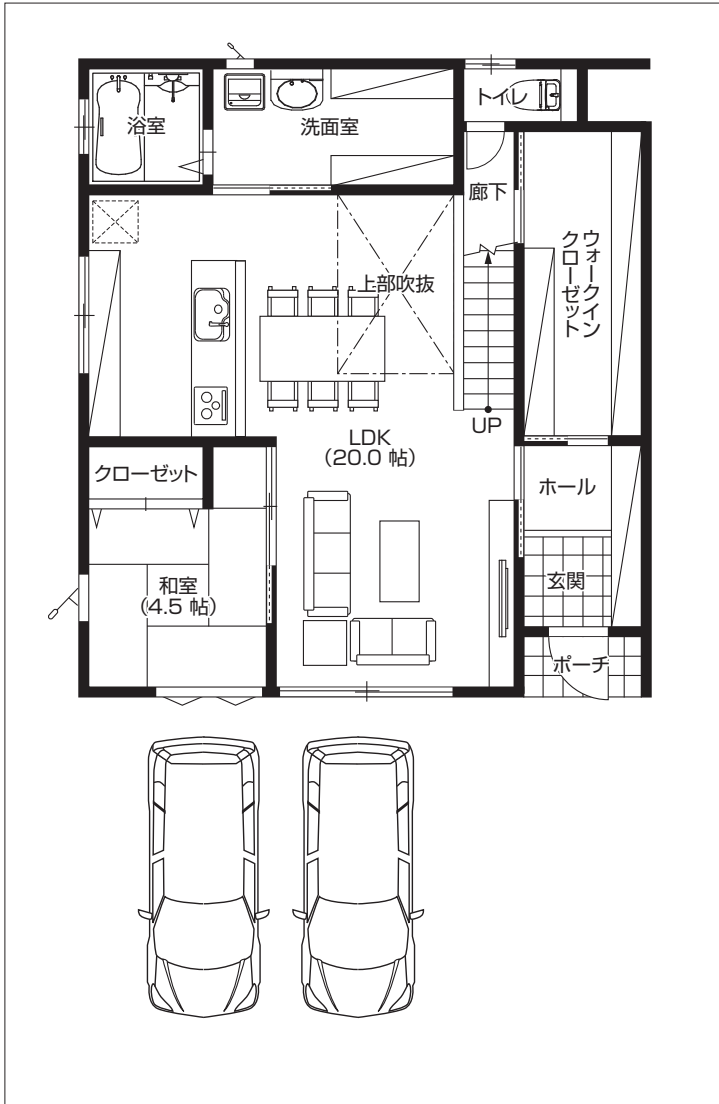 トイレ
浴室
洗面室
廊下
ウォークイン
クローゼット
上部吹抜
UP
LDK
(20.0 帖)
クローゼット
ホール
和室
(4.5 帖)
玄関
ポーチ